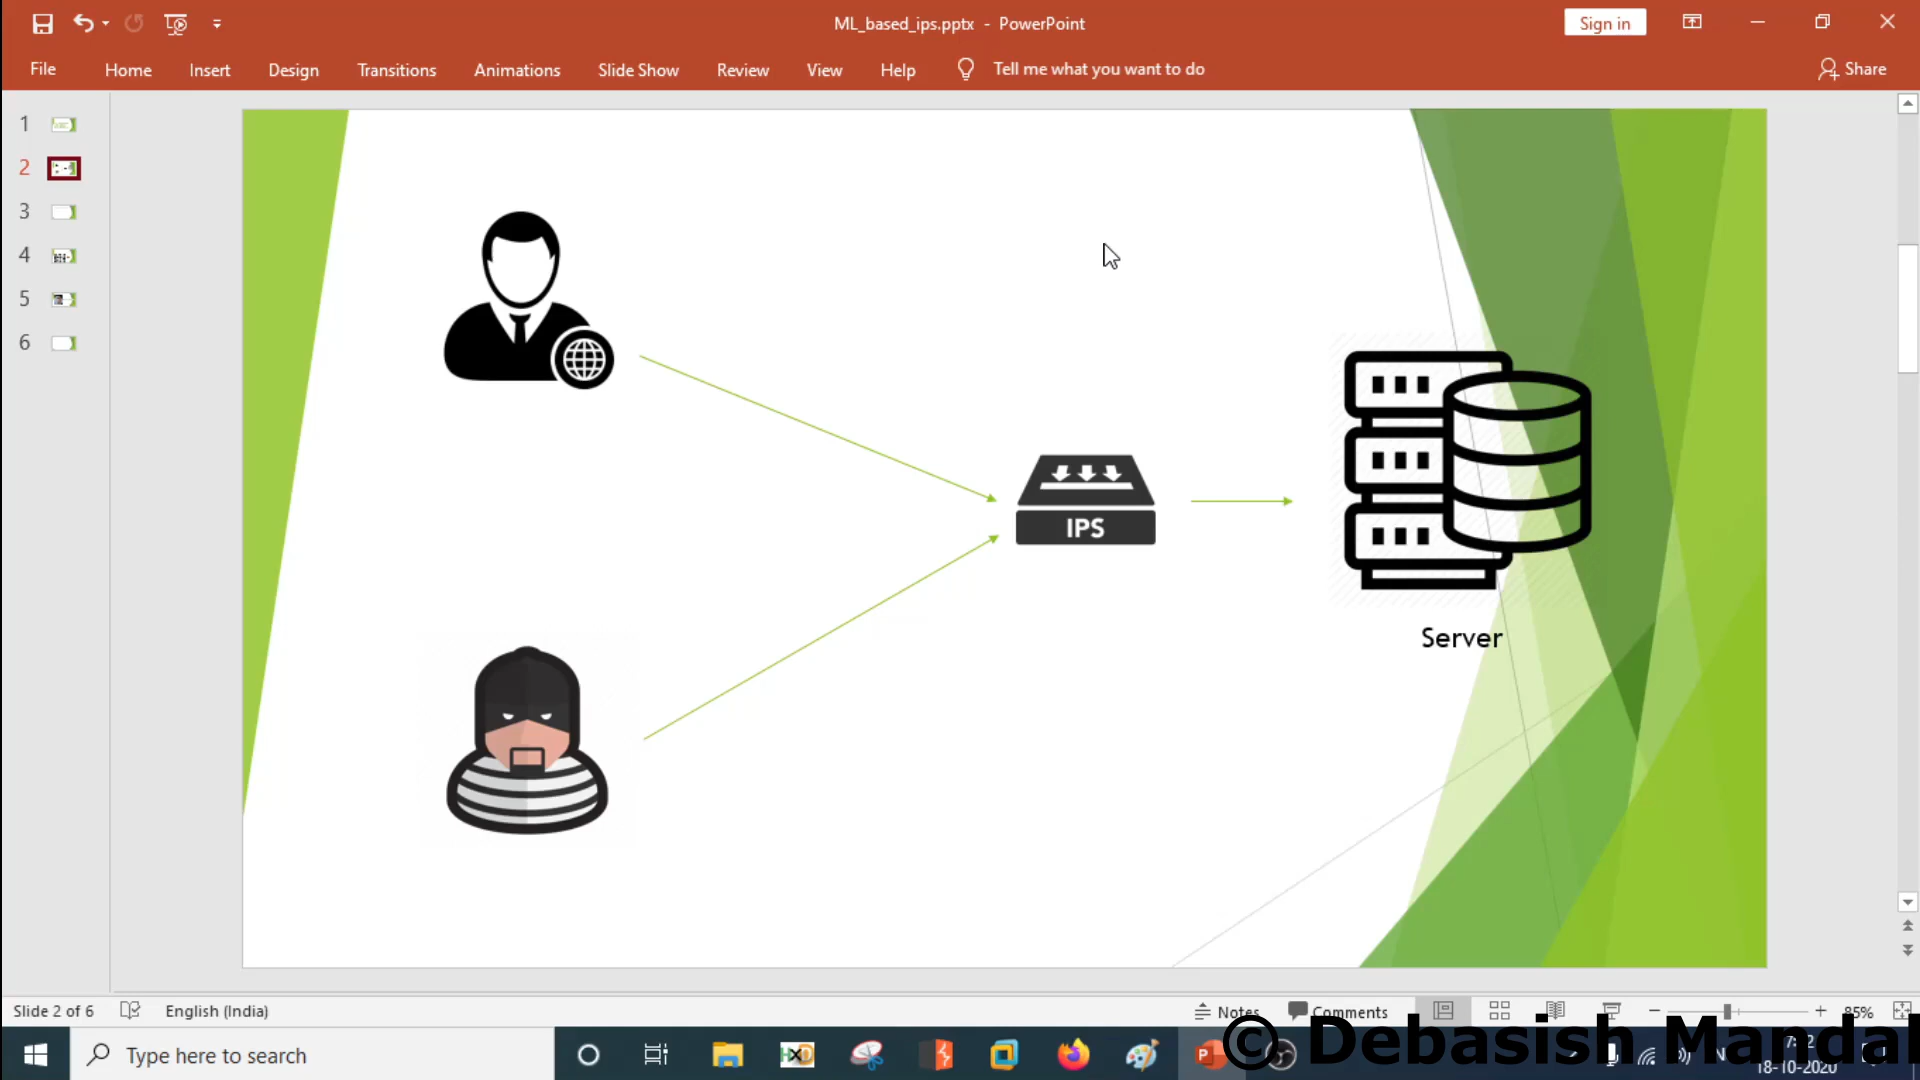 ML_based_ips.pptx - PowerPoint
Sign in
File Home Insert Design Transitions Animations Slide Show Review View Help Tell me what you want to do Share
1
2
3
4
5
6
IPS
Server
Slide 2 of 6 English (India) Notes Comments 85%
Type here to search
© Debasish Mandal
18-10-2020